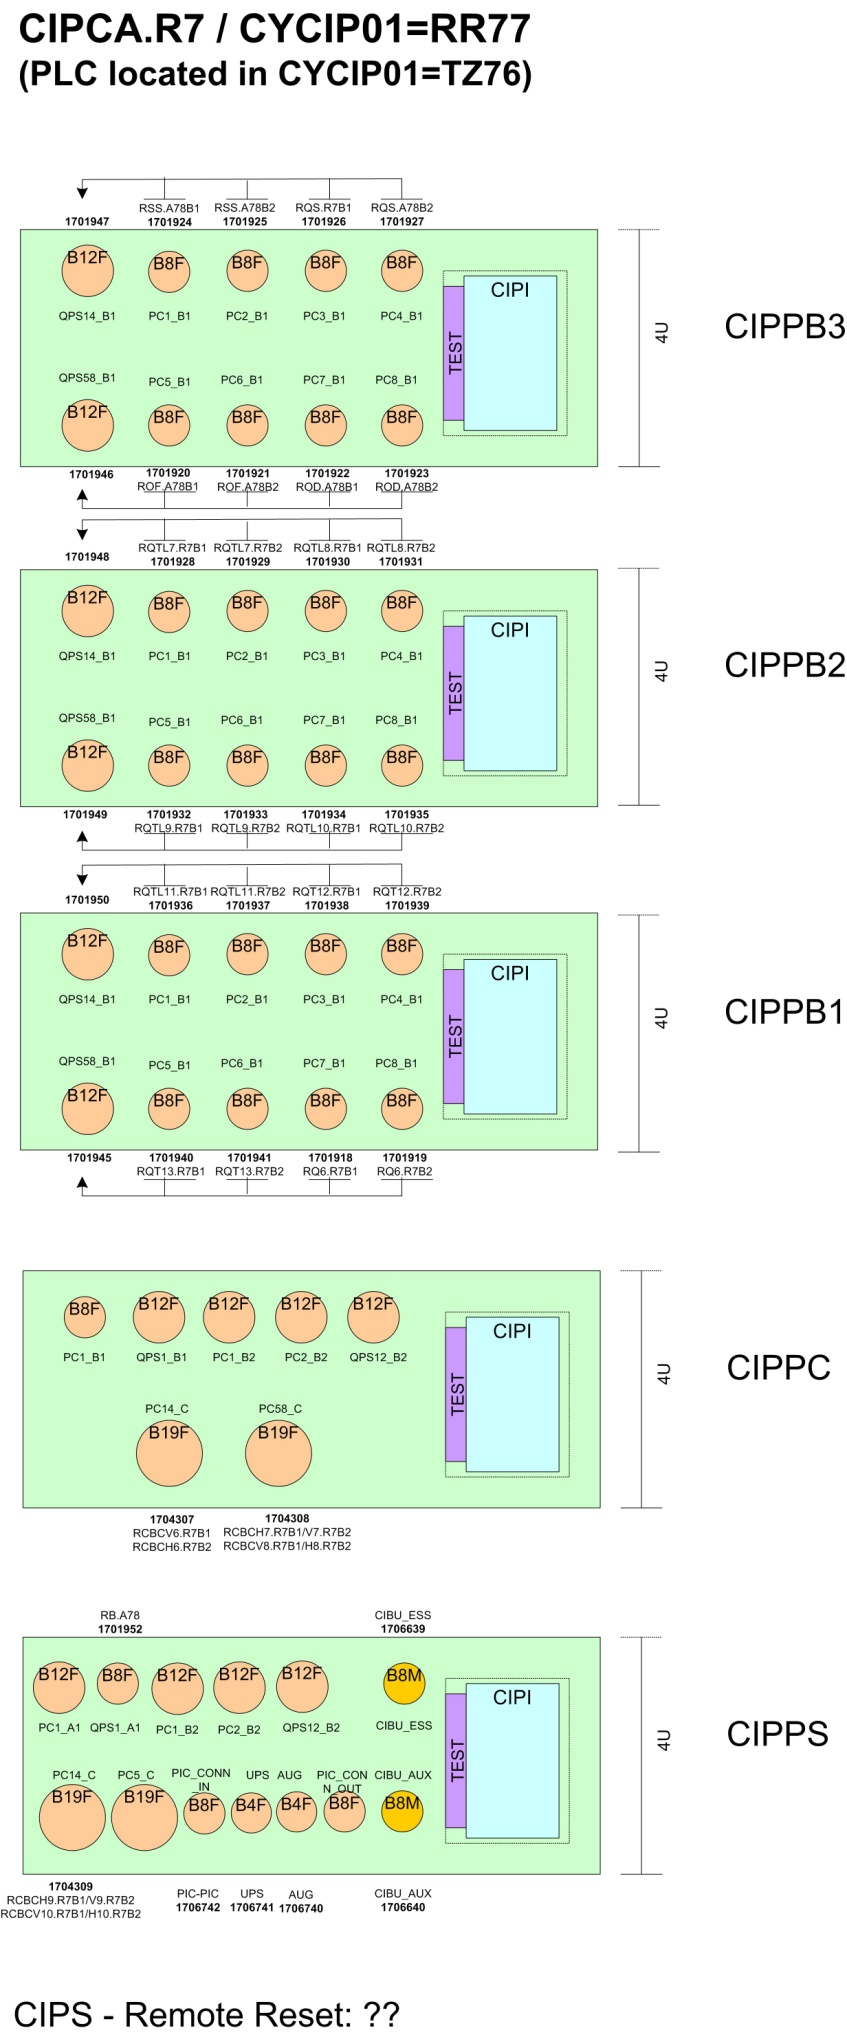 CIPCA.R7 / CYCIP01=RR77
(PLC located in CYCIP01=TZ76)
RSS.A78B1 RSS.A78B2 RQS.R7B1 RQS.A78B2
1701947 1701924 1701925 1701926 1701927
B12F B8F B8F B8F B8F
CIPI
QPS14_B1 PC1_B1 PC2_B1 PC3_B1 PC4_B1
TEST
4U
CIPPB3
QPS58_B1 PC5_B1 PC6_B1 PC7_B1 PC8_B1
B12F B8F B8F B8F B8F
1701946 1701920 1701921 1701922 1701923
ROF.A78B1 ROF.A78B2 ROD.A78B1 ROD.A78B2
RQTL7.R7B1 RQTL7.R7B2 RQTL8.R7B1 RQTL8.R7B2
1701948 1701928 1701929 1701930 1701931
B12F B8F B8F B8F B8F
CIPI
QPS14_B1 PC1_B1 PC2_B1 PC3_B1 PC4_B1
TEST
4U
CIPPB2
QPS58_B1 PC5_B1 PC6_B1 PC7_B1 PC8_B1
B12F B8F B8F B8F B8F
1701949 1701932 1701933 1701934 1701935
RQTL9.R7B1 RQTL9.R7B2 RQTL10.R7B1 RQTL10.R7B2
RQTL11.R7B1 RQTL11.R7B2 RQT12.R7B1 RQT12.R7B2
1701950 1701936 1701937 1701938 1701939
B12F B8F B8F B8F B8F
CIPI
QPS14_B1 PC1_B1 PC2_B1 PC3_B1 PC4_B1
TEST
4U
CIPPB1
QPS58_B1 PC5_B1 PC6_B1 PC7_B1 PC8_B1
B12F B8F B8F B8F B8F
1701945 1701940 1701941 1701918 1701919
RQT13.R7B1 RQT13.R7B2 RQ6.R7B1 RQ6.R7B2
B8F B12F B12F B12F B12F
CIPI
PC1_B1 QPS1_B1 PC1_B2 PC2_B2 QPS12_B2
TEST
4U
CIPPC
PC14_C PC58_C
B19F B19F
1704307 1704308
RCBCV6.R7B1 RCBCH7.R7B1/V7.R7B2
RCBCH6.R7B2 RCBCV8.R7B1/H8.R7B2
RB.A78 CIBU_ESS
1701952 1706639
B12F B8F B12F B12F B12F B8M
CIPI
PC1_A1 QPS1_A1 PC1_B2 PC2_B2 QPS12_B2 CIBU_ESS
TEST
4U
CIPPS
PC14_C PC5_C PIC_CONN
_IN UPS AUG PIC_CON
N_OUT CIBU_AUX
B19F B19F B8F B4F B4F B8F B8M
1704309
RCBCH9.R7B1/V9.R7B2
RCBCV10.R7B1/H10.R7B2
PIC-PIC UPS AUG CIBU_AUX
1706742 1706741 1706740 1706640
CIPS - Remote Reset: ??